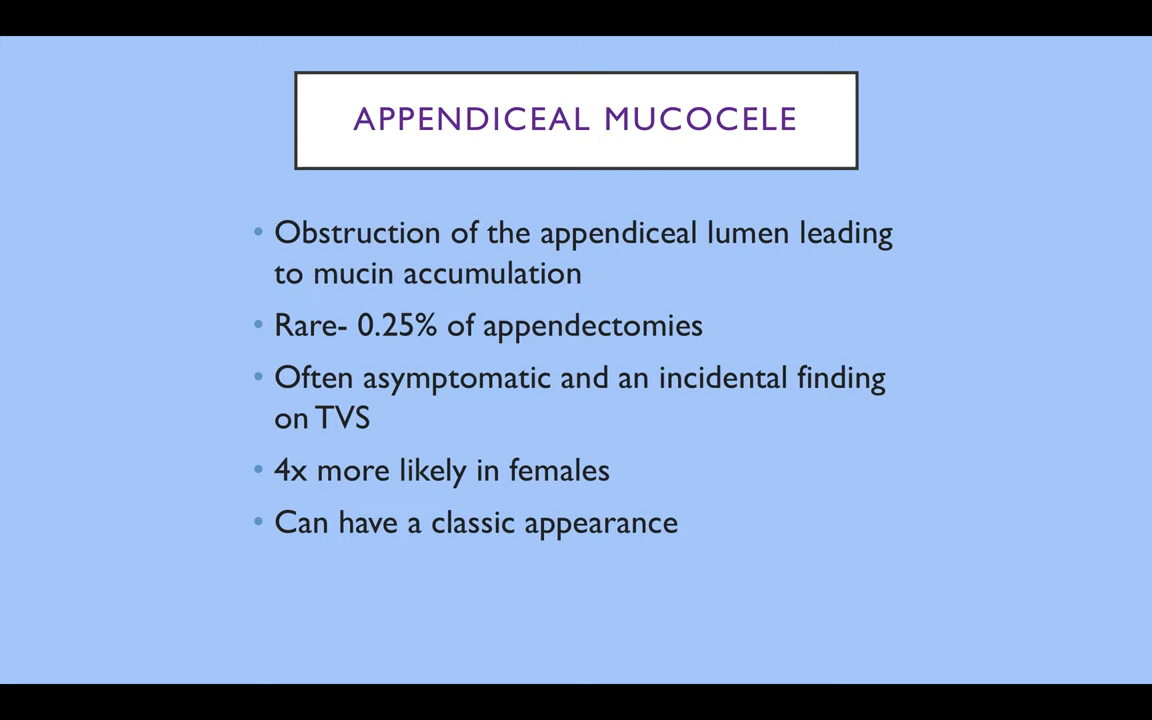 APPENDICEAL MUCOCELE
• Obstruction of the appendiceal lumen leading
to mucin accumulation
• Rare- 0.25% of appendectomies
• Often asymptomatic and an incidental finding
on TVS
• 4x more likely in females
• Can have a classic appearance